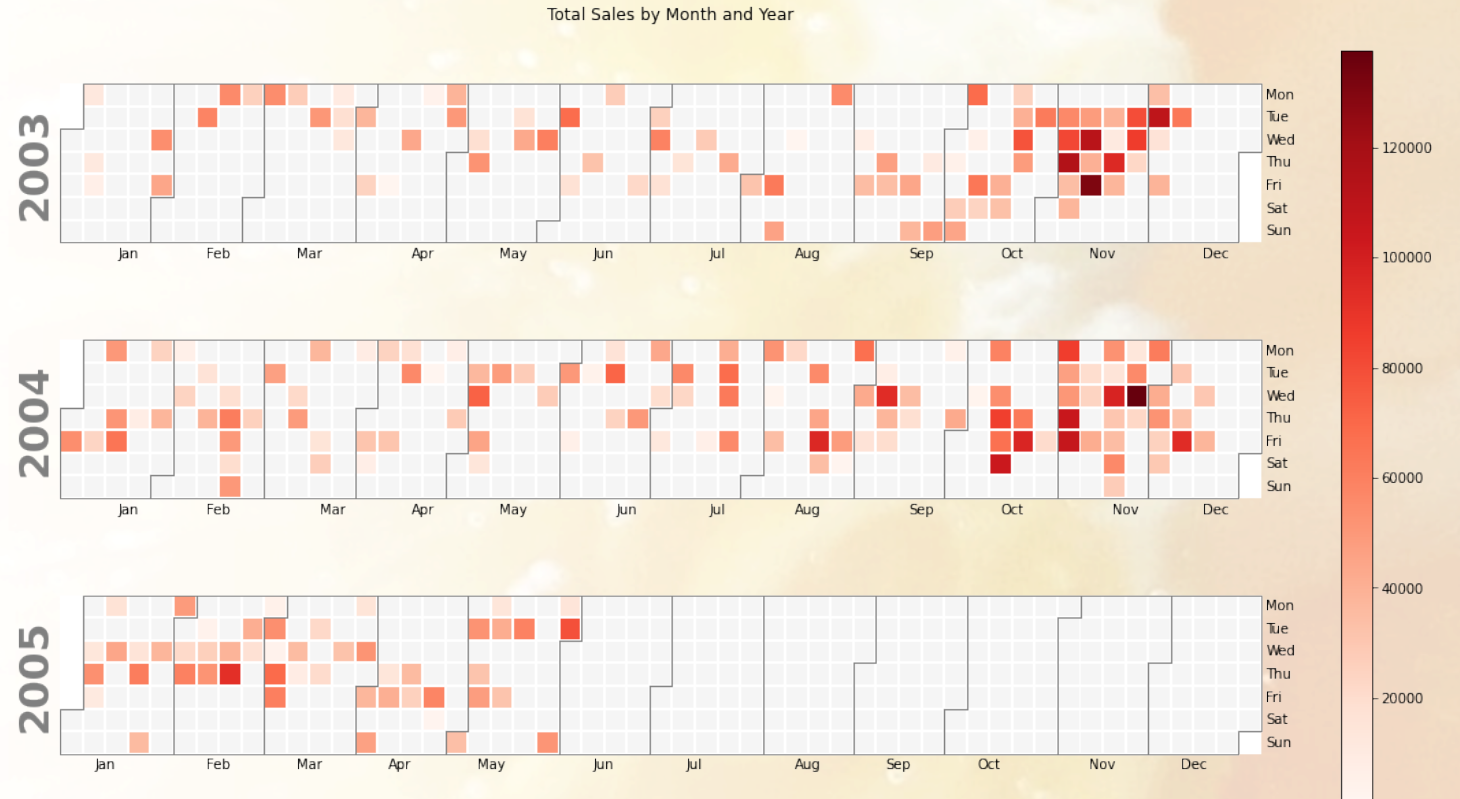 Total Sales by Month and Year
2003
Mon
Tue
Wed
Thu
Fri
Sat
Sun
Jan Feb Mar Apr May Jun Jul Aug Sep Oct Nov Dec
2004
Mon
Tue
Wed
Thu
Fri
Sat
Sun
Jan Feb Mar Apr May Jun Jul Aug Sep Oct Nov Dec
2005
Mon
Tue
Wed
Thu
Fri
Sat
Sun
Jan Feb Mar Apr May Jun Jul Aug Sep Oct Nov Dec
120000
100000
80000
60000
40000
20000